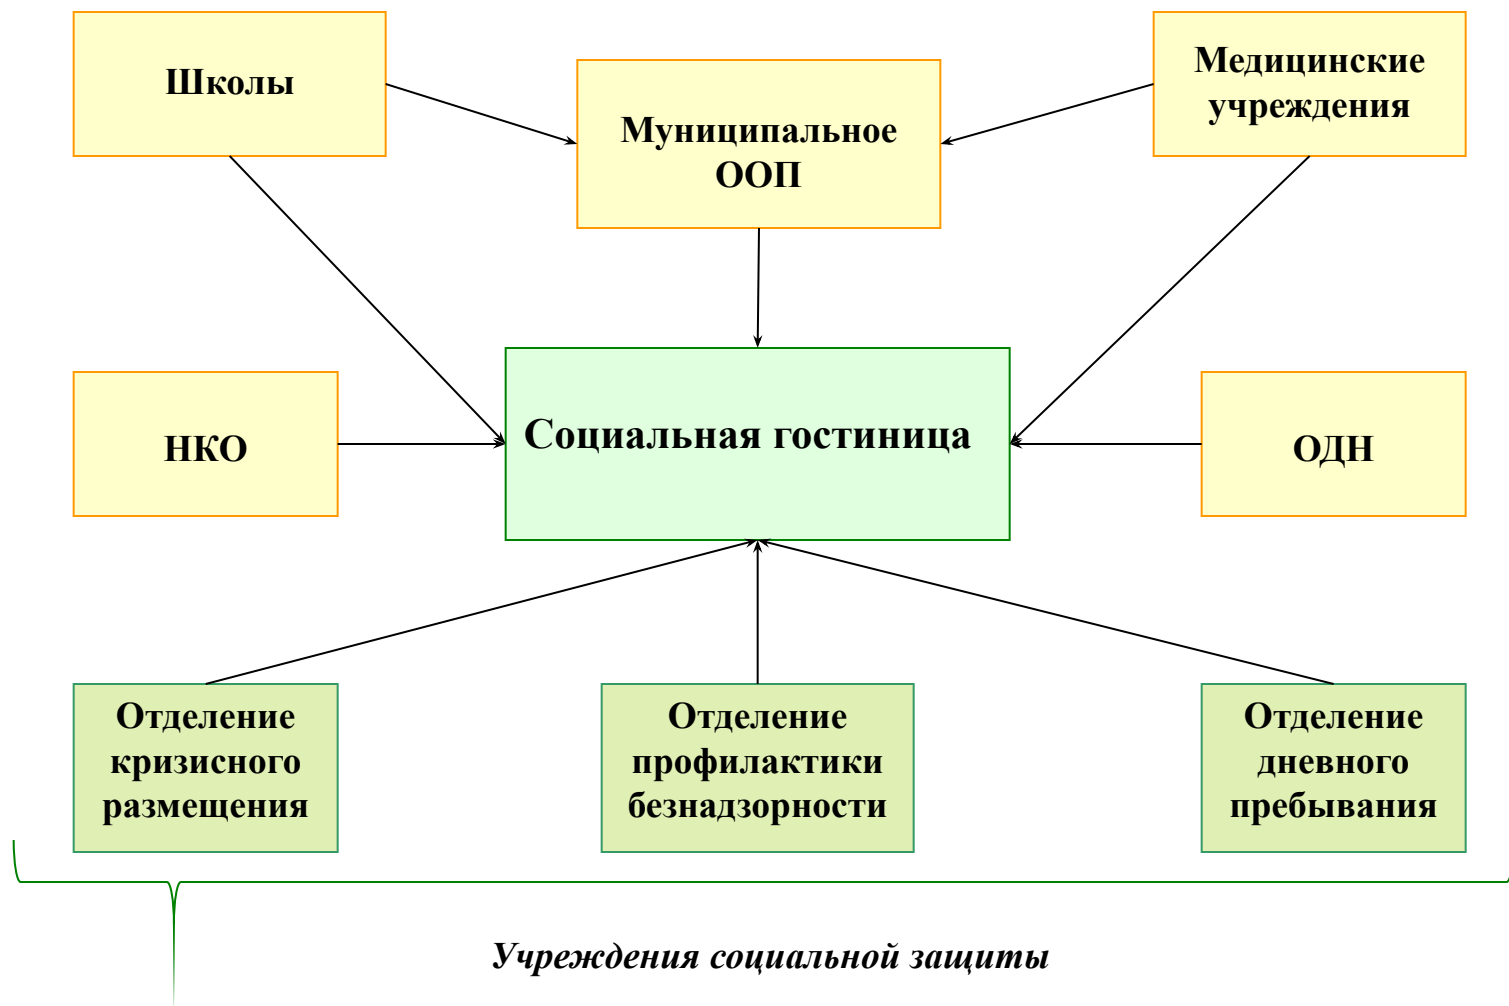 Школы
Муниципальное
ООП
Медицинские
учреждения
НКО
Социальная гостиница
ОДН
Отделение
кризисного
размещения
Отделение
профилактики
безнадзорности
Отделение
дневного
пребывания
Учреждения социальной защиты